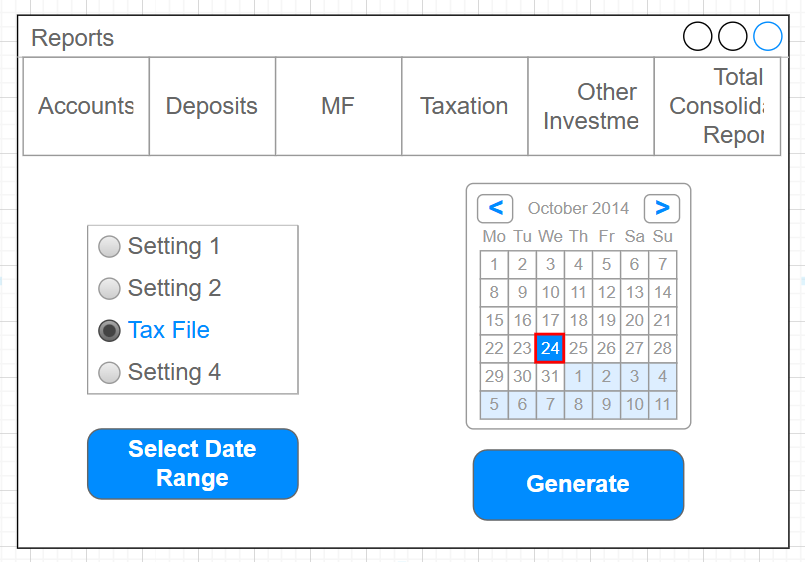 Reports
Accounts
Deposits
MF
Taxation
Other
Investme
Total
Consolida
Repor
Setting 1
Setting 2
Tax File
Setting 4
Select Date
Range
< October 2014 >
Mo Tu We Th Fr Sa Su
1 2 3 4 5 6 7
8 9 10 11 12 13 14
15 16 17 18 19 20 21
22 23 24 25 26 27 28
29 30 31 1 2 3 4
5 6 7 8 9 10 11
Generate